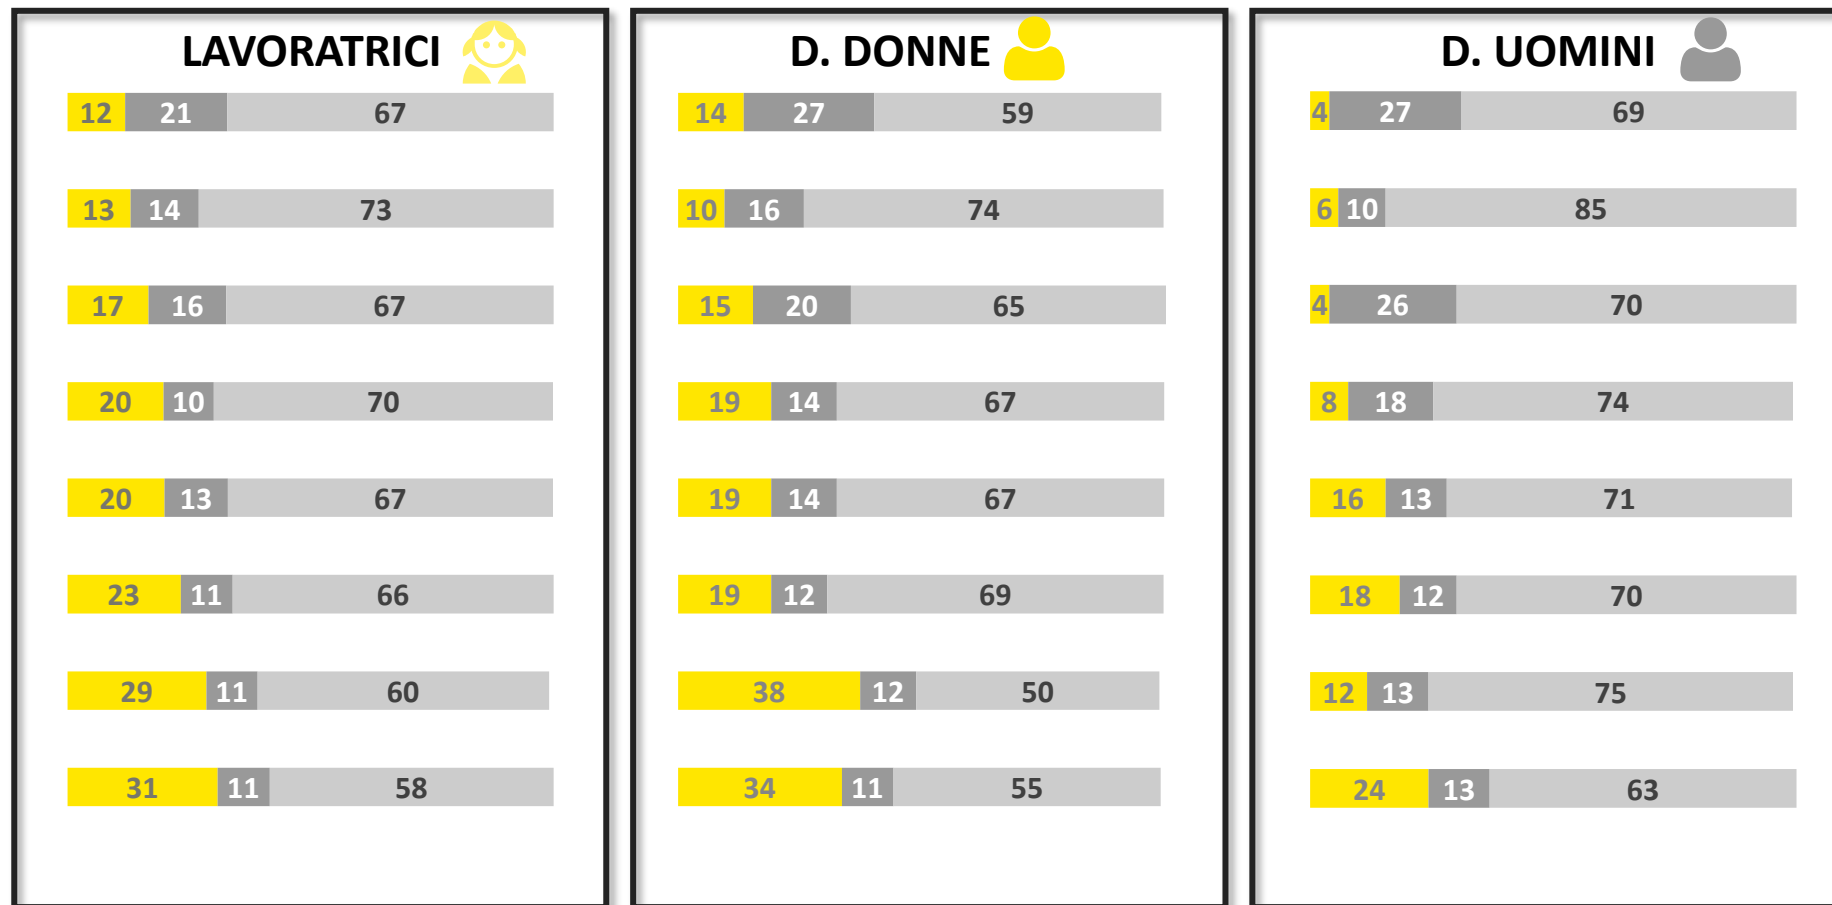 LAVORATRICI D. DONNE D. UOMINI
12 21 67 14 27 59 4 27 69
13 14 73 10 16 74 6 10 85
17 16 67 15 20 65 4 26 70
20 10 70 19 14 67 8 18 74
20 13 67 19 14 67 16 13 71
23 11 66 19 12 69 18 12 70
29 11 60 38 12 50 12 13 75
31 11 58 34 11 55 24 13 63